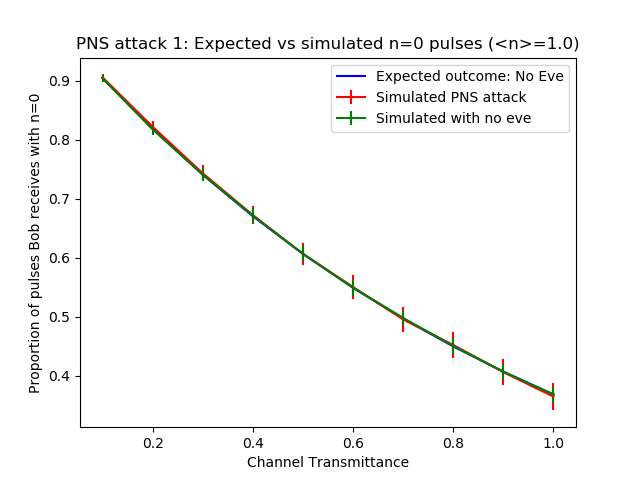 PNS attack 1: Expected vs simulated n=0 pulses (<n>=1.0)
Expected outcome: No Eve
Simulated PNS attack
Simulated with no eve
Proportion of pulses Bob receives with n=0
0.9
0.8
0.7
0.6
0.5
0.4
0.2 0.4 0.6 0.8 1.0
Channel Transmittance